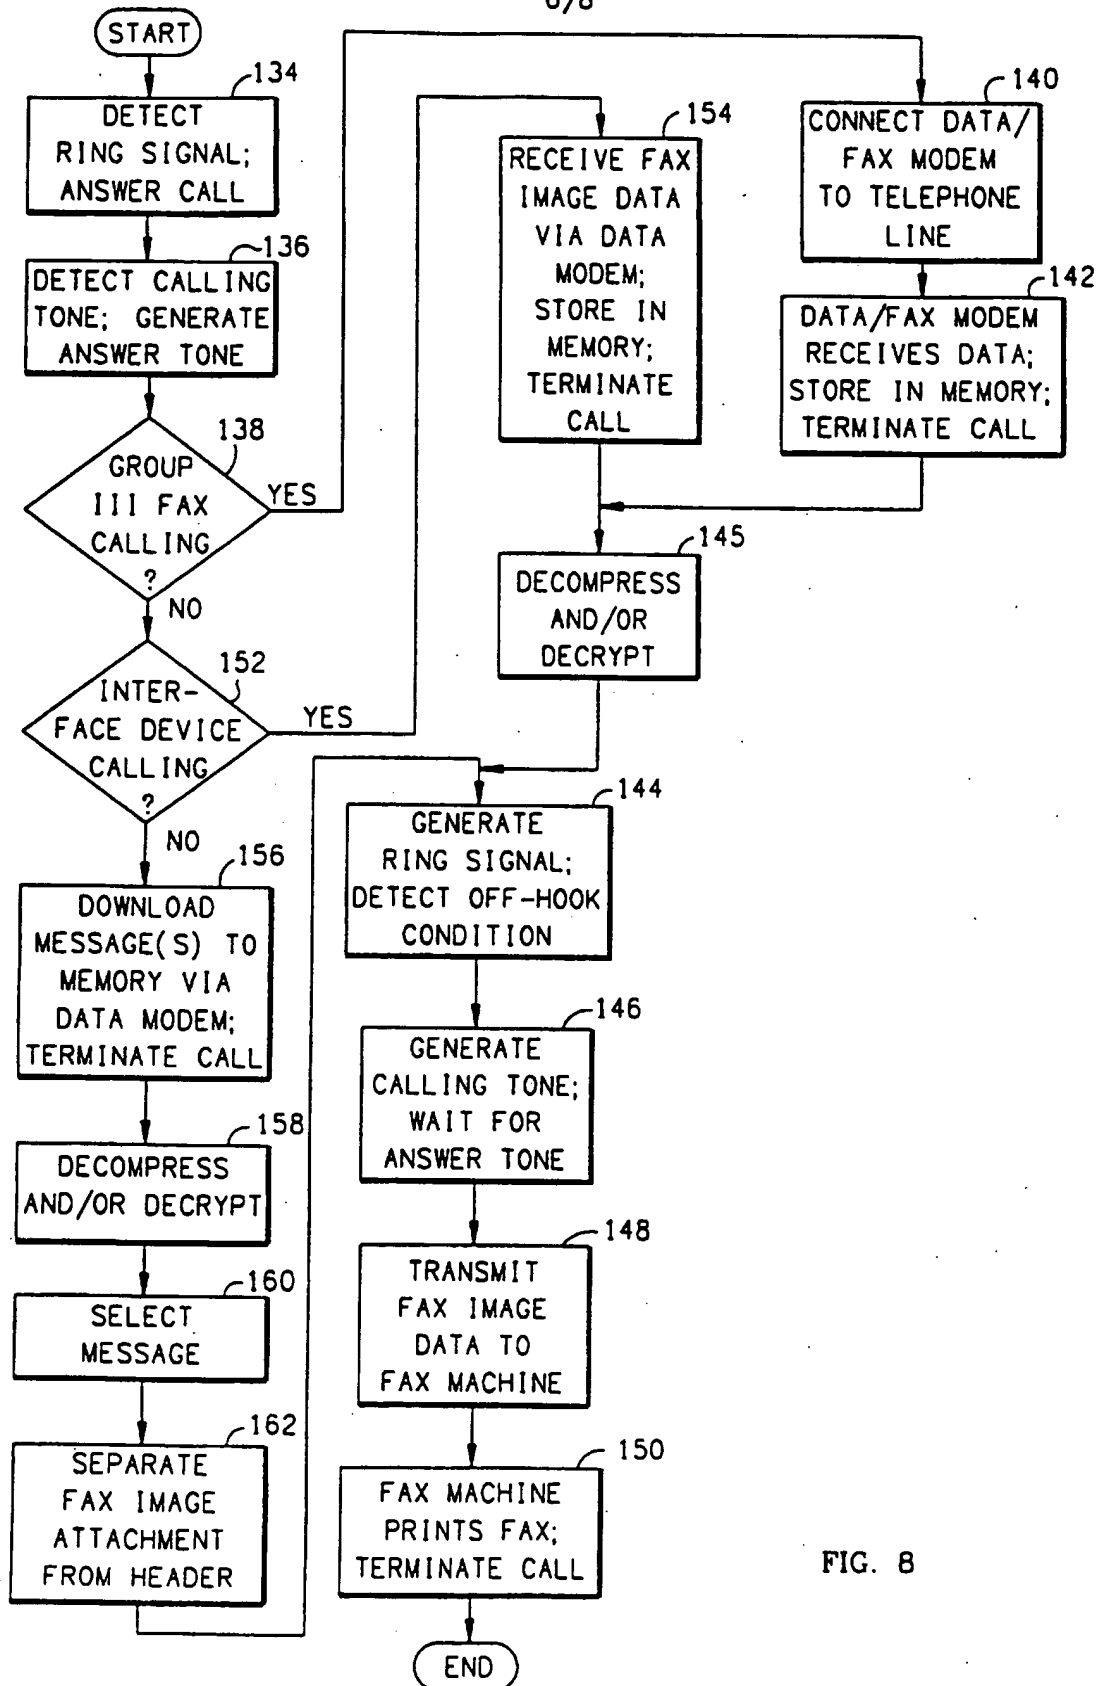 6/8
START
134
DETECT
RING SIGNAL;
ANSWER CALL
136
DETECT CALLING
TONE; GENERATE
ANSWER TONE
138
GROUP
III FAX
CALLING
?
YES
NO
152
INTER-
FACE DEVICE
CALLING
?
YES
NO
156
DOWNLOAD
MESSAGE(S) TO
MEMORY VIA
DATA MODEM;
TERMINATE CALL
158
DECOMPRESS
AND/OR DECRYPT
160
SELECT
MESSAGE
162
SEPARATE
FAX IMAGE
ATTACHMENT
FROM HEADER
154
RECEIVE FAX
IMAGE DATA
VIA DATA
MODEM;
STORE IN
MEMORY;
TERMINATE
CALL
140
CONNECT DATA/
FAX MODEM
TO TELEPHONE
LINE
142
DATA/FAX MODEM
RECEIVES DATA;
STORE IN MEMORY;
TERMINATE CALL
145
DECOMPRESS
AND/OR
DECRYPT
144
GENERATE
RING SIGNAL;
DETECT OFF-HOOK
CONDITION
146
GENERATE
CALLING TONE;
WAIT FOR
ANSWER TONE
148
TRANSMIT
FAX IMAGE
DATA TO
FAX MACHINE
150
FAX MACHINE
PRINTS FAX;
TERMINATE CALL
END
FIG. 8